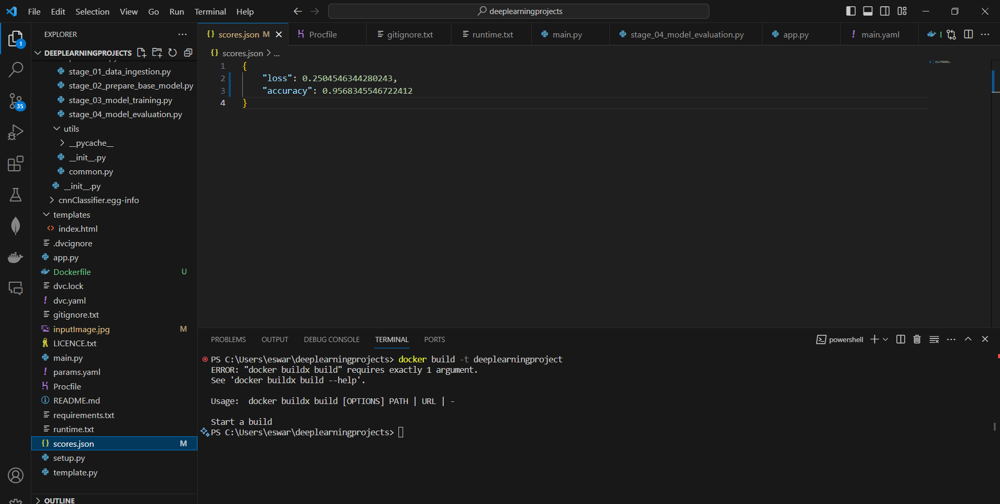 File Edit Selection View Go Run Terminal Help
deeplearningprojects
EXPLORER
DEEPLEARNINGPROJECTS
stage_01_data_ingestion.py
stage_02_prepare_base_model.py
stage_03_model_training.py
stage_04_model_evaluation.py
utils
__pycache__
__init__.py
common.py
__init__.py
cnnClassifier.egg-info
templates
index.html
.dvcignore
app.py
Dockerfile U
dvc.lock
dvc.yaml
gitignore.txt
inputImage.jpg M
LICENCE.txt
main.py
params.yaml
Procfile
README.md
requirements.txt
runtime.txt
scores.json M
setup.py
template.py
OUTLINE
1
35
scores.json M Procfile gitignore.txt runtime.txt main.py stage_04_model_evaluation.py app.py main.yaml
scores.json > ...
1 {
2 "loss": 0.2504546344280243,
3 "accuracy": 0.9568345546722412
4 }
PROBLEMS OUTPUT DEBUG CONSOLE TERMINAL PORTS
powershell
PS C:\Users\eswar\deeplearningprojects> docker build -t deeplearningproject
ERROR: "docker buildx build" requires exactly 1 argument.
See 'docker buildx build --help'.
Usage:  docker buildx build [OPTIONS] PATH | URL | -
Start a build
PS C:\Users\eswar\deeplearningprojects>